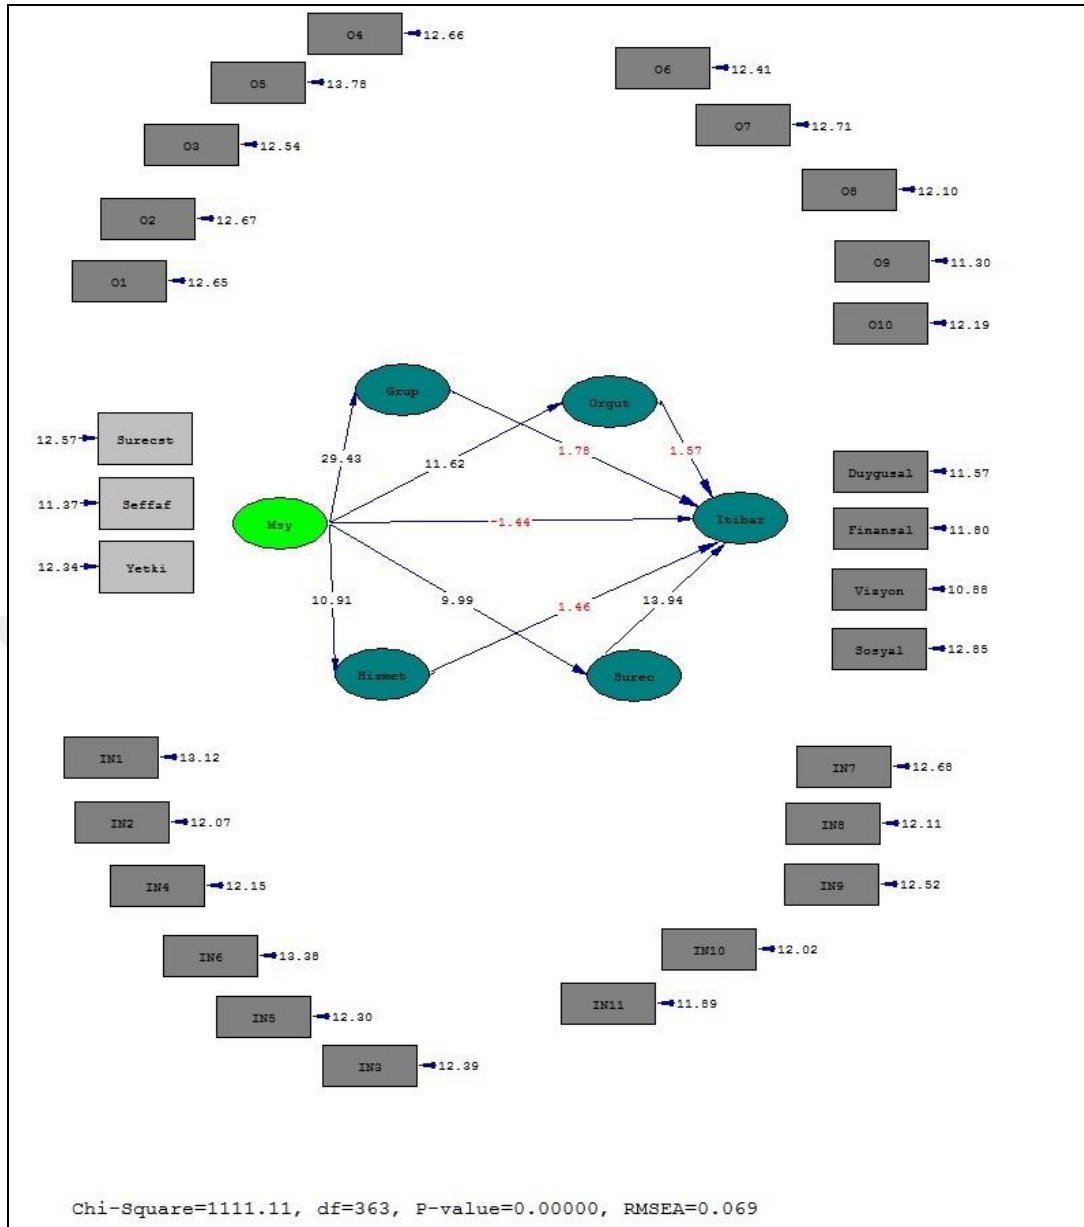 O4 12.66
O5 13.78
O3 12.54
O2 12.67
O1 12.65
O6 12.41
O7 12.71
O8 12.10
O9 11.30
O10 12.19
12.57 Surecst
11.37 Seffaf
12.34 Yetki
Grup
Orgut
Msy
Itibar
Hizmet
Surec
29.43
11.62
1.78
1.57
-1.44
10.91
9.99
1.46
13.94
Duygusal 11.57
Finansal 11.80
Vizyon 10.88
Sosyal 12.85
IN1 13.12
IN2 12.07
IN4 12.15
IN6 13.38
IN5 12.30
IN3 12.39
IN7 12.68
IN8 12.11
IN9 12.52
IN10 12.02
IN11 11.89
Chi-Square=1111.11, df=363, P-value=0.00000, RMSEA=0.069